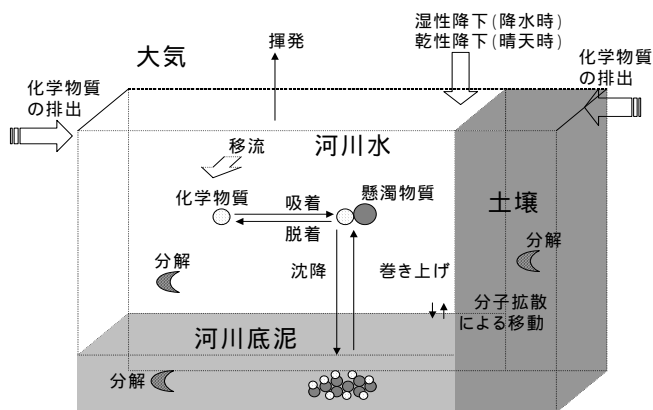 湿性降下(降水時)
乾性降下(晴天時)
大気
揮発
化学物質
の排出
化学物質
の排出
移流
河川水
化学物質
吸着
脱着
懸濁物質
土壌
分解
分解
沈降
巻き上げ
分子拡散
による移動
河川底泥
分解